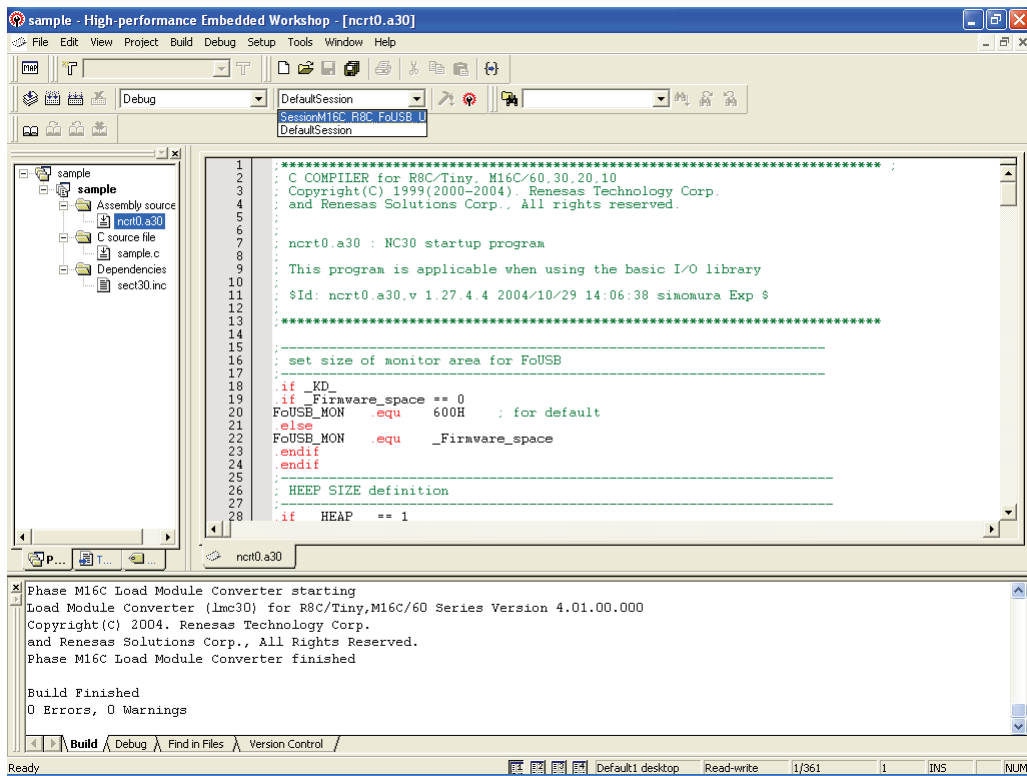 sample - High-performance Embedded Workshop - [ncrt0.a30]
File Edit View Project Build Debug Setup Tools Window Help
MAP
Debug DefaultSession
SessionM16C_R8C_FoUSB_U
DefaultSession
sample
sample
Assembly source
ncrt0.a30
C source file
sample.c
Dependencies
sect30.inc
1 ;*************************************************************************** ;
2 ; C COMPILER for R8C/Tiny, M16C/60,30,20,10
3 ; Copyright(C) 1999(2000-2004). Renesas Technology Corp.
4 ; and Renesas Solutions Corp., All rights reserved.
5 ;
6 ;
7 ; ncrt0.a30 : NC30 startup program
8 ;
9 ; This program is applicable when using the basic I/O library
10 ;
11 ; $Id: ncrt0.a30,v 1.27.4.4 2004/10/29 14:06:38 simomura Exp $
12 ;
13 ;***************************************************************************
14
15 ;--------------------------------------------------------------------
16 ; set size of monitor area for FoUSB
17 ;--------------------------------------------------------------------
18 .if _KD_
19 .if _Firmware_space == 0
20 FoUSB_MON .equ 600H ; for default
21 .else
22 FoUSB_MON .equ _Firmware_space
23 .endif
24 .endif
25 ;---------------------------------------------------------------------
26 ; HEEP SIZE definition
27 ;---------------------------------------------------------------------
28 .if __HEAP__ == 1
P... T... ...
ncrt0.a30
Phase M16C Load Module Converter starting
Load Module Converter (lmc30) for R8C/Tiny,M16C/60 Series Version 4.01.00.000
Copyright(C) 2004. Renesas Technology Corp.
and Renesas Solutions Corp., All Rights Reserved.
Phase M16C Load Module Converter finished
Build Finished
0 Errors, 0 Warnings
Build Debug Find in Files Version Control
Ready 1 2 3 4 Default1 desktop Read-write 1/361 1 INS NUM